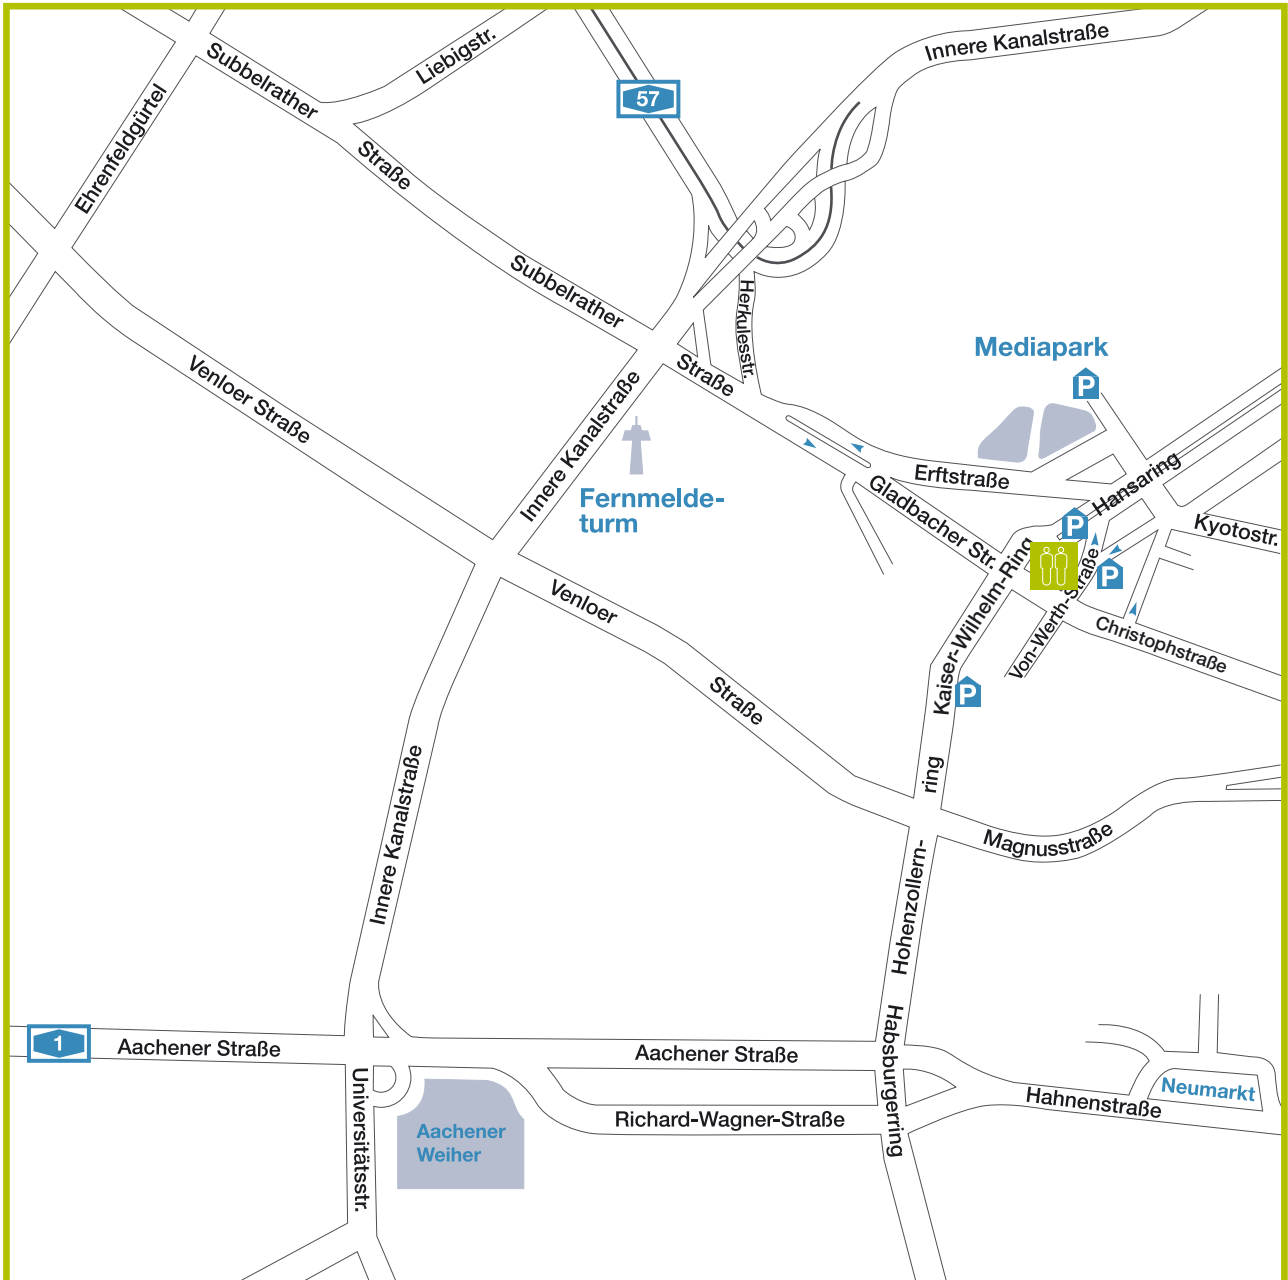 Innere Kanalstraße
Subbelrather
Liebigstr.
57
Ehrenfeldgürtel
Straße
Subbelrather
Herkulesstr.
Mediapark
P
Straße
Venloer Straße
Innere Kanalstraße
Fernmelde-
turm
Erftstraße
Hansaring
Gladbacher Str.
P
Kyotostr.
P
Kaiser-Wilhelm-Ring
Von-Werth-Straße
Christophstraße
Venloer
Straße
P
ring
Magnusstraße
Innere Kanalstraße
Hohenzollern-
1
Aachener Straße
Aachener Straße
Habsburgerring
Neumarkt
Hahnenstraße
Richard-Wagner-Straße
Universitätsstr.
Aachener
Weiher